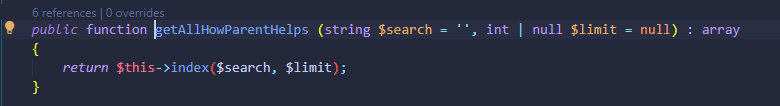 6 references | 0 overrides
public function getAllHowParentHelps (string $search = '', int | null $limit = null) : array
{
return $this->index($search, $limit);
}